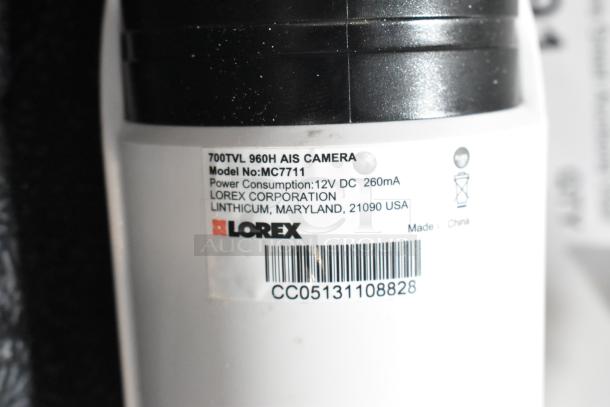 700TVL 960H AIS CAMERA
Model No:MC7711
Power Consumption:12V DC 260mA
LOREX CORPORATION
LINTHICUM, MARYLAND, 21090 USA
LOREX
Made China
CC05131108828